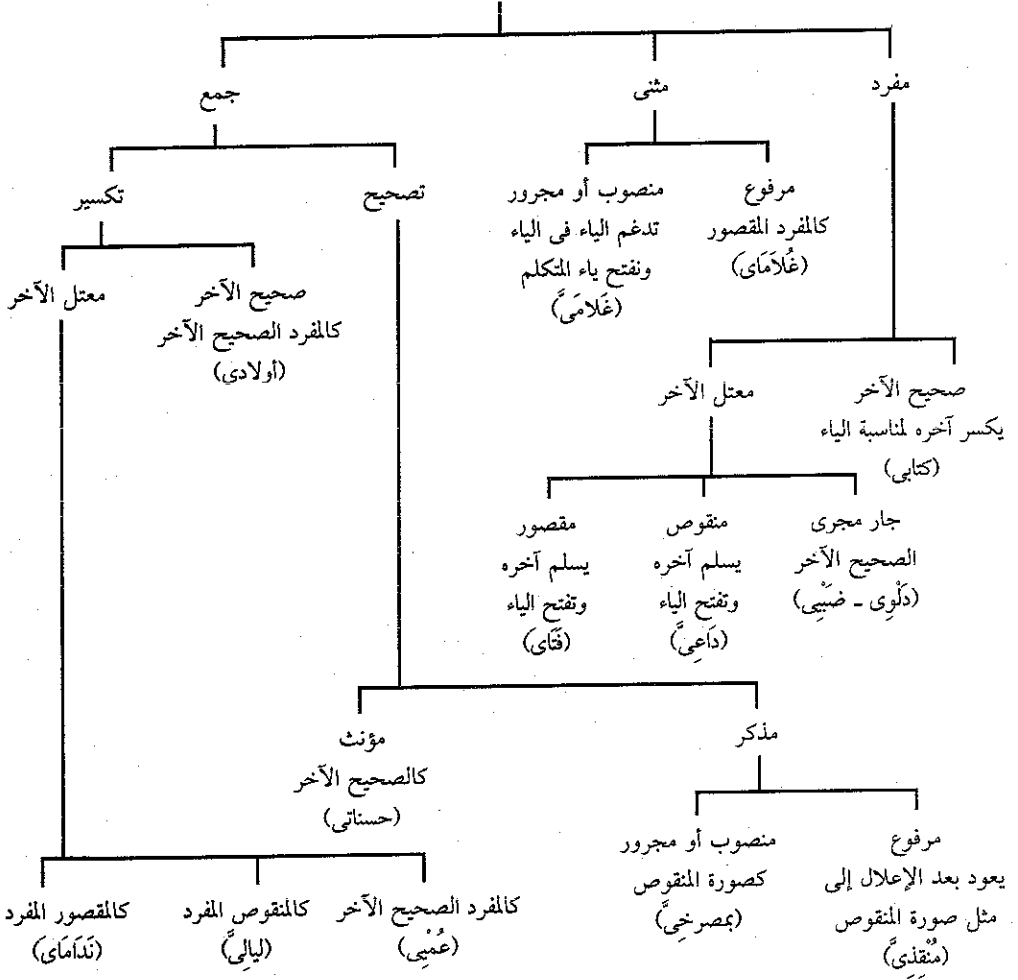 مفرد
مثنى
جمع
مرفوع
كالمفرد المقصور
(غُلاَمَاى)
منصوب أو مجرور
تدغم الياء فى الياء
ونفتح ياء المتكلم
(غَلامَىَّ)
تصحيح
تكسير
صحيح الآخر
كالمفرد الصحيح الآخر
(أولادى)
معتل الآخر
صحيح الآخر
يكسر آخره لمناسبة الياء
(كتابى)
معتل الآخر
جار مجرى
الصحيح الآخر
(دَلْوِى - ضَبْيِى)
منقوص
يسلم آخره
وتفتح الياء
(دَاعِىَّ)
مقصور
يسلم آخره
وتفتح الياء
(فَتَاىَ)
مذكر
مؤنث
كالصحيح الآخر
(حسناتى)
مرفوع
يعود بعد الإعلال إلى
مثل صورة المنقوص
(مُنْقِذِىَّ)
منصوب أو مجرور
كصورة المنقوص
(بمصرخِىَّ)
كالمفرد الصحيح الآخر
(عُمْيِى)
كالمنقوص المفرد
(ليالِىَّ)
كالمقصور المفرد
(نَدَامَاىَ)